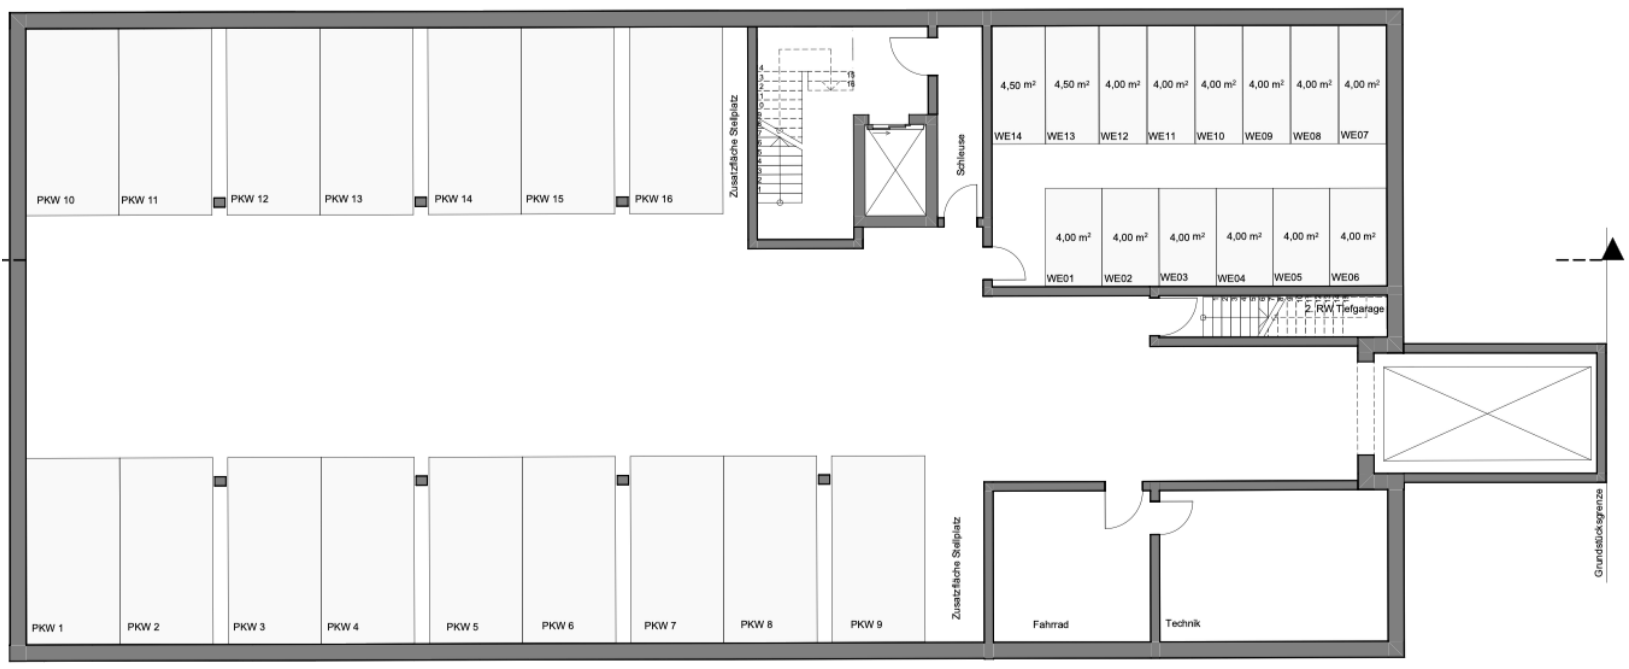 PKW 10
PKW 11
PKW 12
PKW 13
PKW 14
PKW 15
PKW 16
Zusatzfläche Stellplatz
Schleuse
4,50 m²
4,50 m²
4,00 m²
4,00 m²
4,00 m²
4,00 m²
4,00 m²
4,00 m²
WE14
WE13
WE12
WE11
WE10
WE09
WE08
WE07
4,00 m²
4,00 m²
4,00 m²
4,00 m²
4,00 m²
4,00 m²
WE01
WE02
WE03
WE04
WE05
WE06
2. RW Tiefgarage
PKW 1
PKW 2
PKW 3
PKW 4
PKW 5
PKW 6
PKW 7
PKW 8
PKW 9
Zusatzfläche Stellplatz
Fahrrad
Technik
Grundstücksgrenze